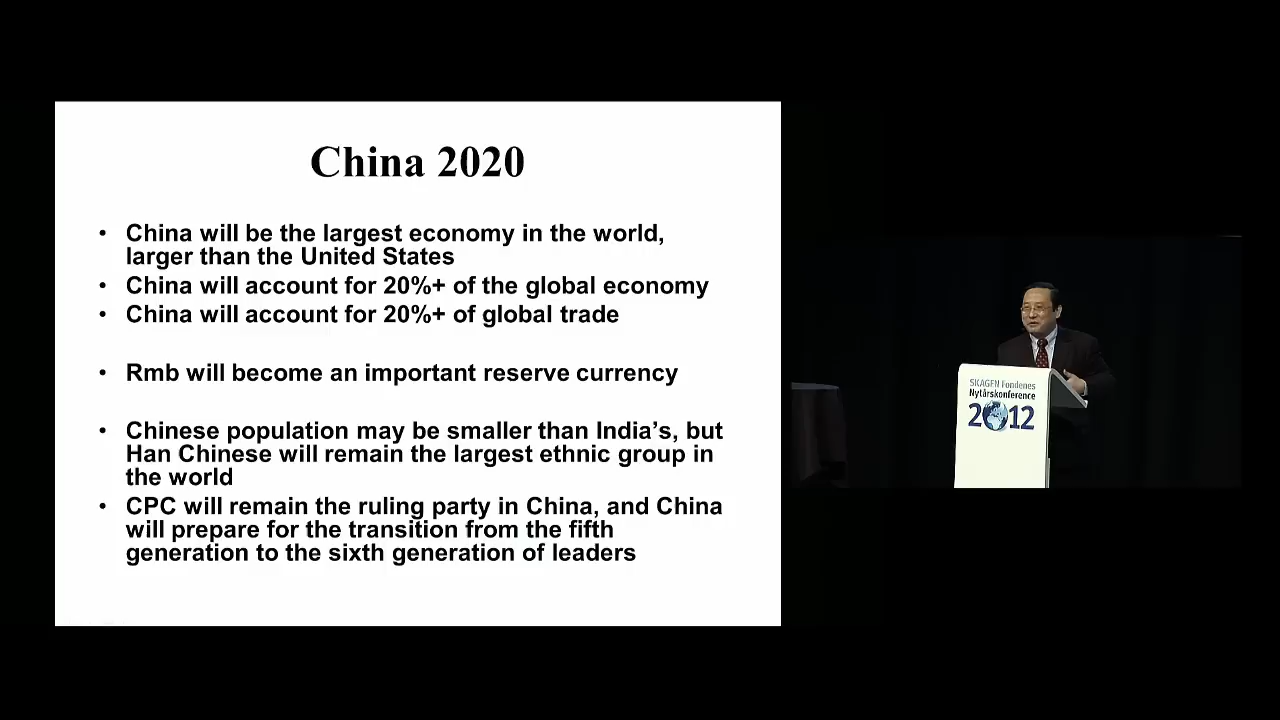 China 2020
• China will be the largest economy in the world,
larger than the United States
• China will account for 20%+ of the global economy
• China will account for 20%+ of global trade
• Rmb will become an important reserve currency
• Chinese population may be smaller than India's, but
Han Chinese will remain the largest ethnic group in
the world
• CPC will remain the ruling party in China, and China
will prepare for the transition from the fifth
generation to the sixth generation of leaders
SKAGEN Fondenes
Nytårskonference
2012